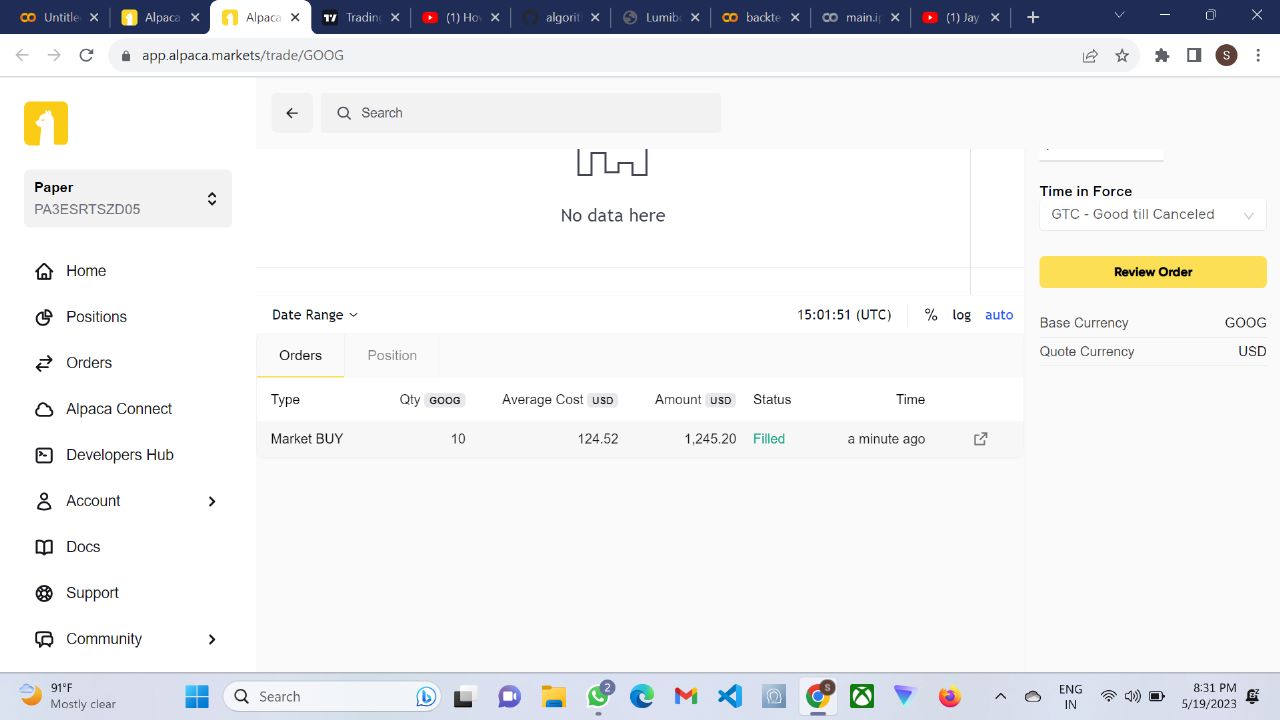 Untitle
Alpaca
Alpaca
Trading
(1) Ho
algorit
Lumibo
backte
main.ip
(1) Jay
app.alpaca.markets/trade/GOOG
S
Search
Paper
PA3ESRTSZD05
Home
Positions
Orders
Alpaca Connect
Developers Hub
Account
Docs
Support
Community
No data here
Date Range
15:01:51 (UTC)
%
log
auto
Orders
Position
Type
Qty GOOG
Average Cost USD
Amount USD
Status
Time
Market BUY
10
124.52
1,245.20
Filled
a minute ago
Time in Force
GTC - Good till Canceled
Review Order
Base Currency
GOOG
Quote Currency
USD
91°F
Mostly clear
Search
2
S
ENG
IN
8:31 PM
5/19/2023